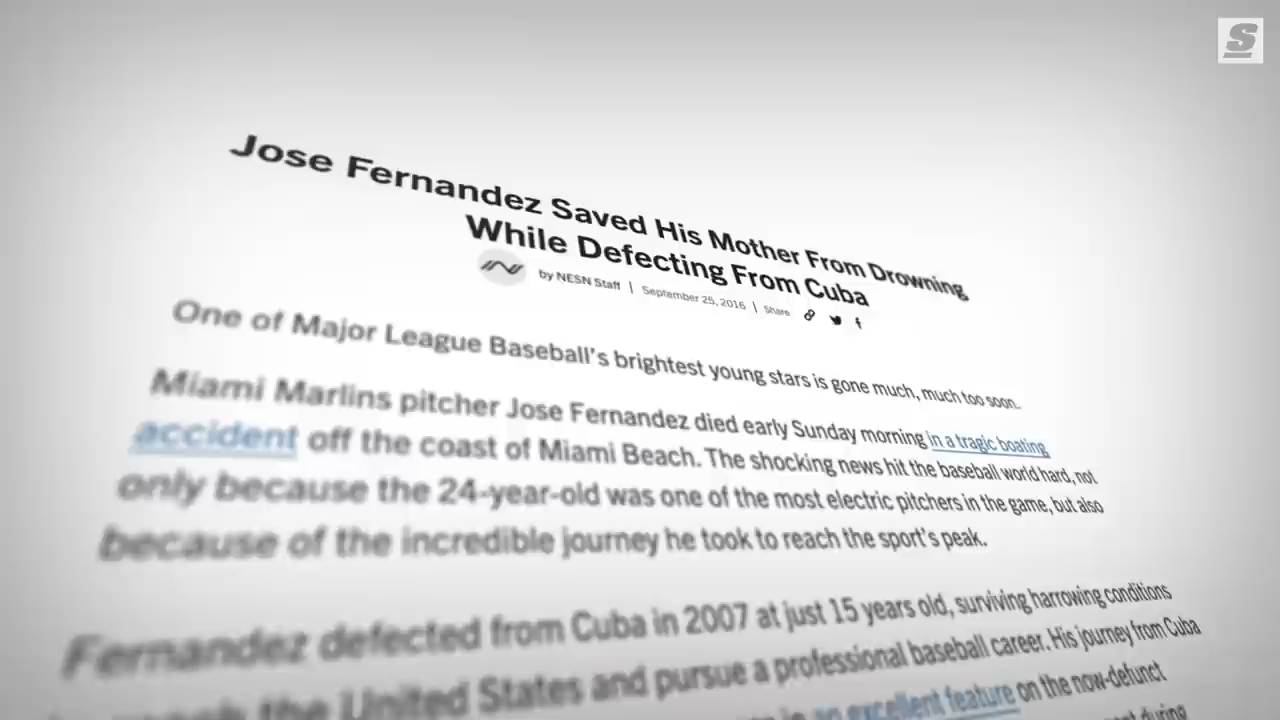 S
Jose Fernandez Saved His Mother From Drowning
While Defecting From Cuba
by NESN Staff | September 25, 2016 | Share
One of Major League Baseball's brightest young stars is gone much, much too soon.
Miami Marlins pitcher Jose Fernandez died early Sunday morning in a tragic boating
accident off the coast of Miami Beach. The shocking news hit the baseball world hard, not
only because the 24-year-old was one of the most electric pitchers in the game, but also
because of the incredible journey he took to reach the sport's peak.
Fernandez defected from Cuba in 2007 at just 15 years old, surviving harrowing conditions
the United States and pursue a professional baseball career. His journey from Cuba
an excellent feature on the now-defunct